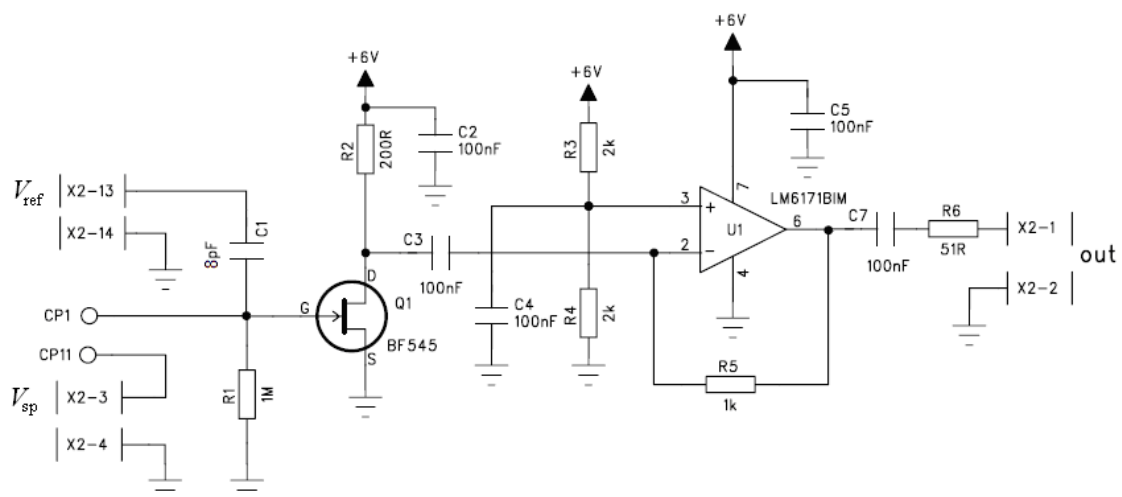 +6V
+6V
+6V
R2
200R
C2
100nF
R3
2k
C5
100nF
V_ref
X2-13
X2-14
C1
8pF
3
+
2
−
7
LM6171BIM
U1
6
4
C7
100nF
R6
51R
X2-1
X2-2
out
C3
100nF
C4
100nF
R4
2k
D
G
Q1
BF545
S
CP1
CP11
V_sp
X2-3
X2-4
R1
1M
R5
1k